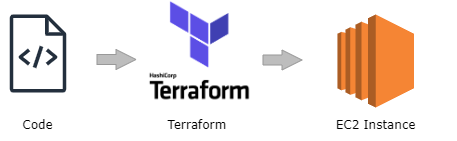 </>
HashiCorp
Terraform
Code
Terraform
EC2 Instance